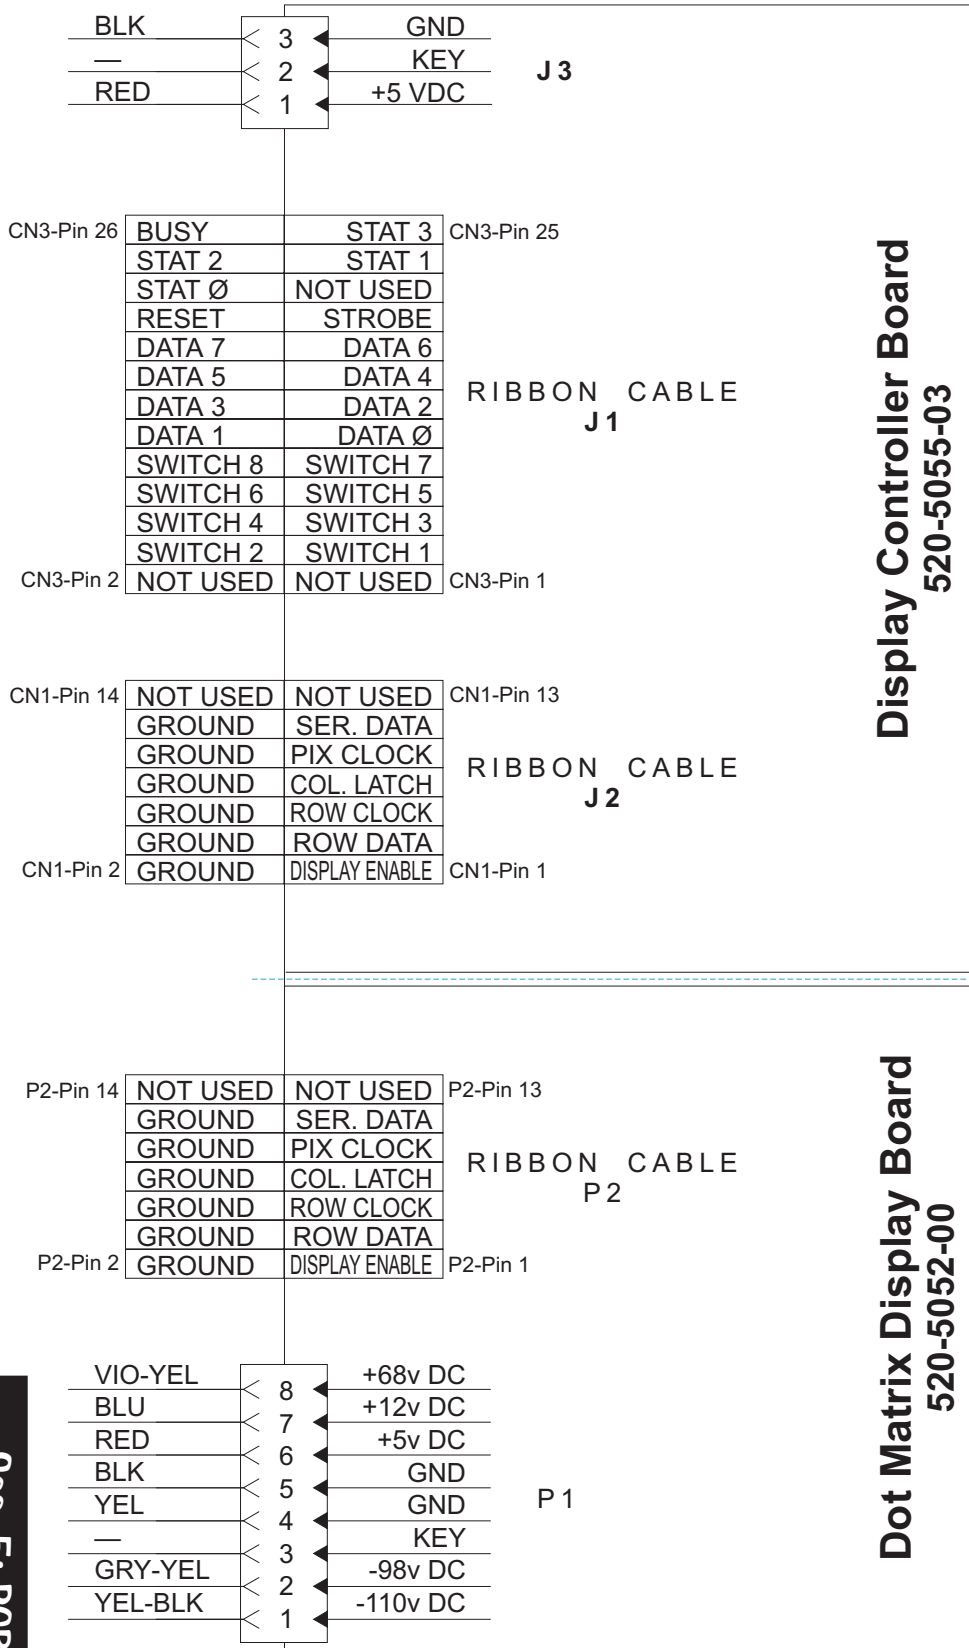 BLK 3 GND
— 2 KEY
RED 1 +5 VDC
J 3
CN3-Pin 26 BUSY STAT 3 CN3-Pin 25
STAT 2 STAT 1
STAT Ø NOT USED
RESET STROBE
DATA 7 DATA 6
DATA 5 DATA 4
DATA 3 DATA 2
DATA 1 DATA Ø
SWITCH 8 SWITCH 7
SWITCH 6 SWITCH 5
SWITCH 4 SWITCH 3
SWITCH 2 SWITCH 1
CN3-Pin 2 NOT USED NOT USED CN3-Pin 1
RIBBON CABLE
J 1
Display Controller Board
520-5055-03
CN1-Pin 14 NOT USED NOT USED CN1-Pin 13
GROUND SER. DATA
GROUND PIX CLOCK
GROUND COL. LATCH
GROUND ROW CLOCK
GROUND ROW DATA
CN1-Pin 2 GROUND DISPLAY ENABLE CN1-Pin 1
RIBBON CABLE
J 2
P2-Pin 14 NOT USED NOT USED P2-Pin 13
GROUND SER. DATA
GROUND PIX CLOCK
GROUND COL. LATCH
GROUND ROW CLOCK
GROUND ROW DATA
P2-Pin 2 GROUND DISPLAY ENABLE P2-Pin 1
RIBBON CABLE
P 2
Dot Matrix Display Board
520-5052-00
VIO-YEL 8 +68v DC
BLU 7 +12v DC
RED 6 +5v DC
BLK 5 GND
YEL 4 GND
— 3 KEY
GRY-YEL 2 -98v DC
YEL-BLK 1 -110v DC
P 1